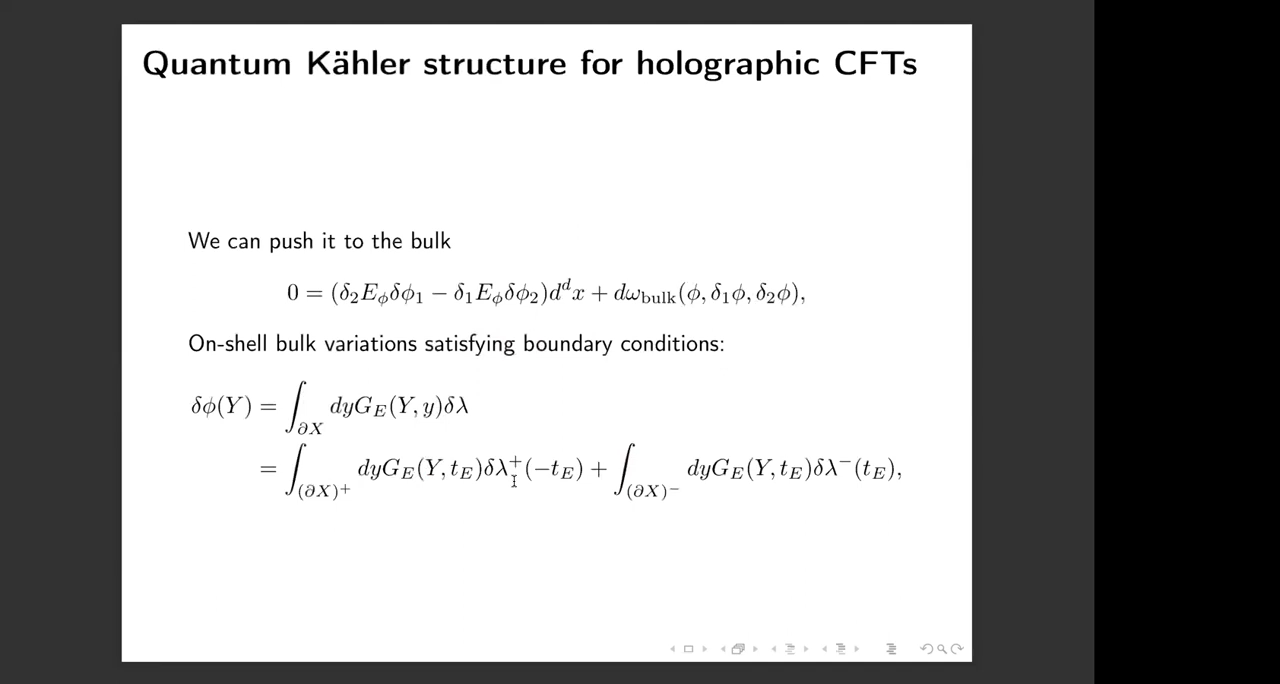 Quantum Kähler structure for holographic CFTs
We can push it to the bulk
0 = (δ₂E_ϕδϕ₁ − δ₁E_ϕδϕ₂)dᵈx + dω_bulk(ϕ, δ₁ϕ, δ₂ϕ),
On-shell bulk variations satisfying boundary conditions:
δϕ(Y) = ∫_∂X dyG_E(Y, y)δλ
= ∫_(∂X)⁺ dyG_E(Y, t_E)δλ⁺(−t_E) + ∫_(∂X)⁻ dyG_E(Y, t_E)δλ⁻(t_E),